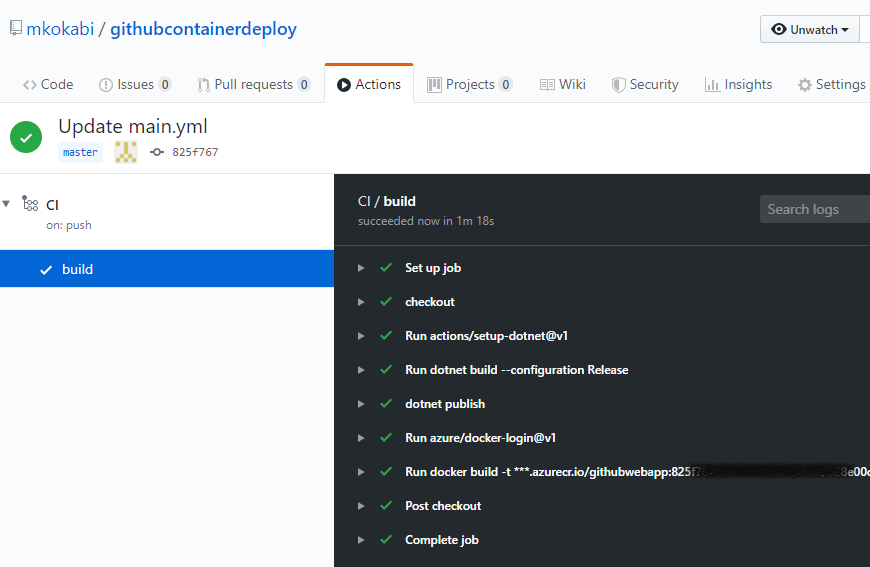 mkokabi / githubcontainerdeploy
Unwatch
Code
Issues 0
Pull requests 0
Actions
Projects 0
Wiki
Security
Insights
Settings
Update main.yml
master
825f767
CI
on: push
build
CI / build
succeeded now in 1m 18s
Search logs
Set up job
checkout
Run actions/setup-dotnet@v1
Run dotnet build --configuration Release
dotnet publish
Run azure/docker-login@v1
Run docker build -t ***.azurecr.io/githubwebapp:825f
Post checkout
Complete job